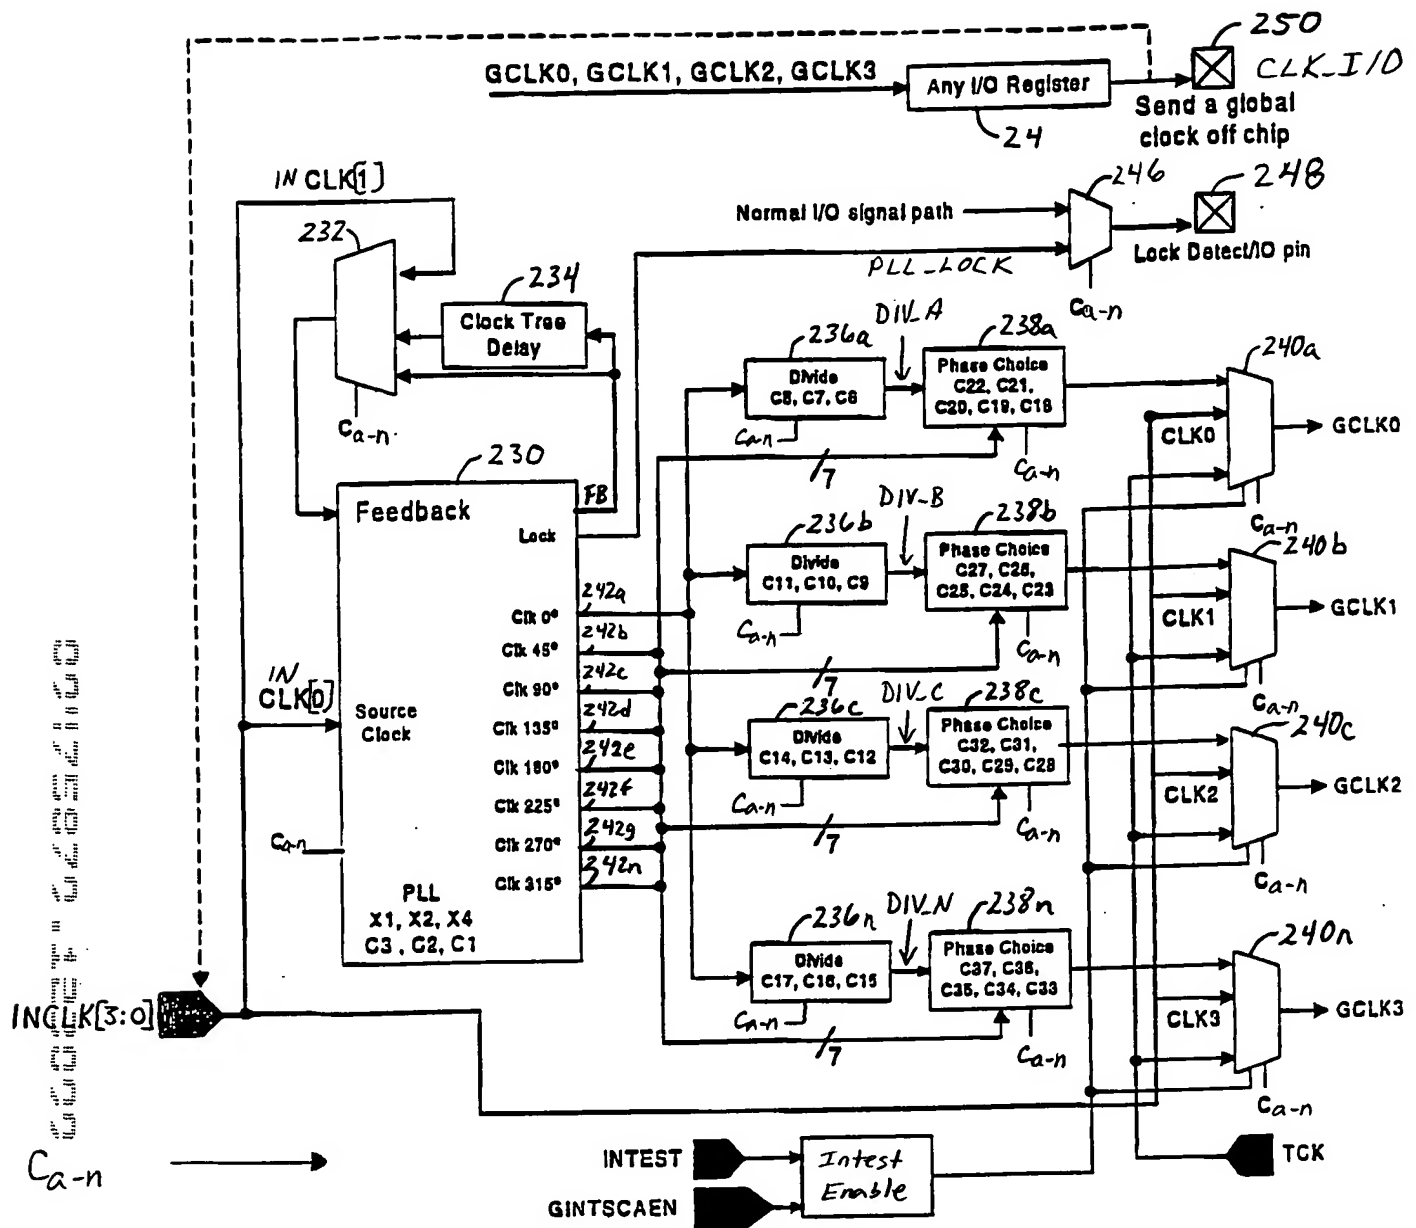 250
CLK_I/O
GCLK0, GCLK1, GCLK2, GCLK3
Any I/O Register
24
Send a global
clock off chip
IN CLK[1]
232
234
Clock Tree
Delay
Ca-n
246
248
Normal I/O signal path
PLL_LOCK
Lock Detect/IO pin
Ca-n
230
Feedback
FB
Lock
Clk 0°
242a
Clk 45°
242b
Clk 90°
242c
Clk 135°
242d
Clk 180°
242e
Clk 225°
242f
Clk 270°
242g
Clk 315°
242n
IN
CLK[0]
Source
Clock
Ca-n
PLL
X1, X2, X4
C3, C2, C1
236a
Divide
C8, C7, C6
Ca-n
DIV_A
238a
Phase Choice
C22, C21,
C20, C19, C18
Ca-n
7
240a
CLK0
GCLK0
Ca-n
236b
Divide
C11, C10, C9
Ca-n
DIV_B
238b
Phase Choice
C27, C26,
C25, C24, C23
Ca-n
7
240b
CLK1
GCLK1
Ca-n
236c
Divide
C14, C13, C12
Ca-n
DIV_C
238c
Phase Choice
C32, C31,
C30, C29, C28
Ca-n
7
240c
CLK2
GCLK2
Ca-n
236n
Divide
C17, C16, C15
Ca-n
DIV_N
238n
Phase Choice
C37, C36,
C35, C34, C33
Ca-n
7
240n
CLK3
GCLK3
Ca-n
INCLK[3:0]
Ca-n
INTEST
GINTSCAEN
Intest
Enable
TCK